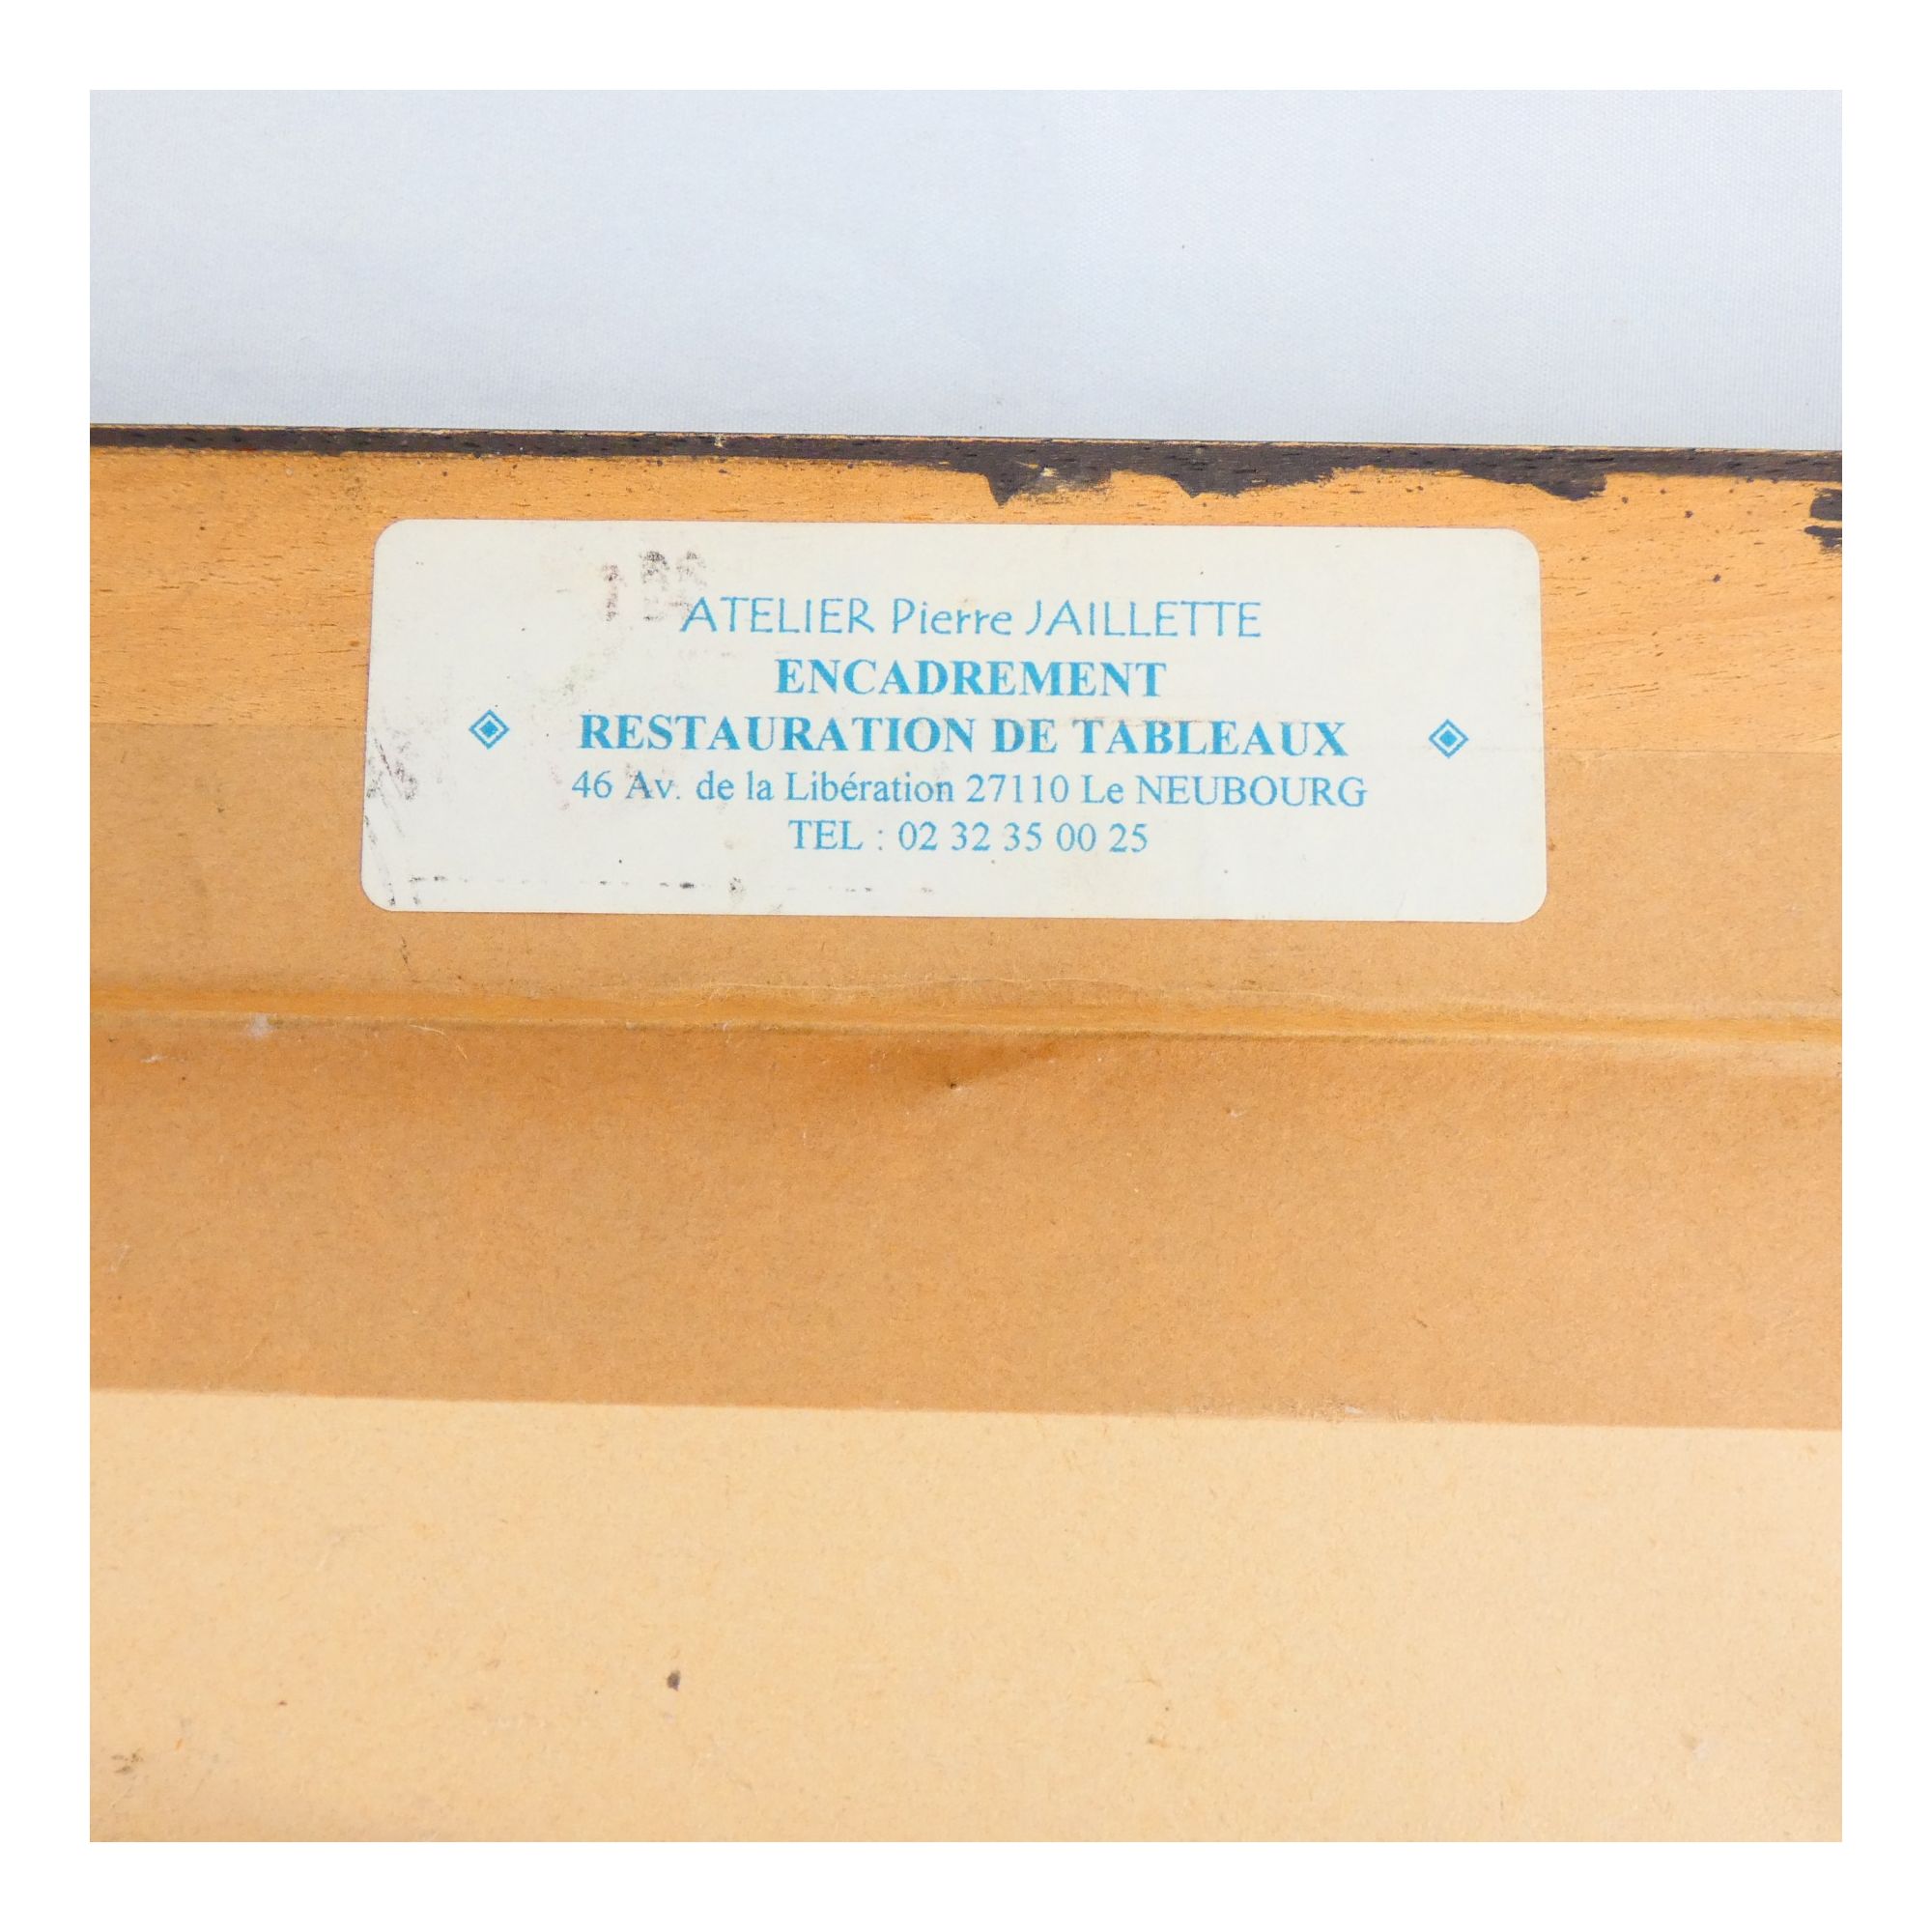 ATELIER Pierre JAILLETTE
ENCADREMENT
RESTAURATION DE TABLEAUX
46 Av. de la Libération 27110 Le NEUBOURG
TEL : 02 32 35 00 25